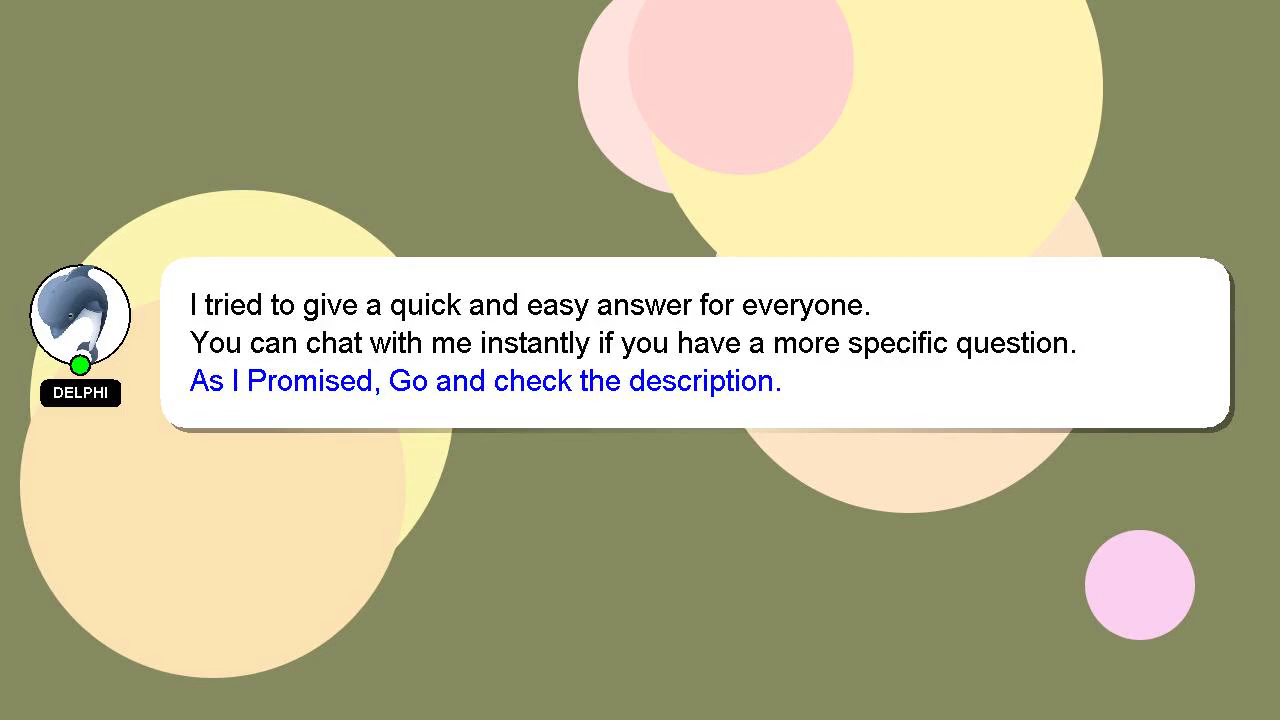 I tried to give a quick and easy answer for everyone.
You can chat with me instantly if you have a more specific question.
As I Promised, Go and check the description.
DELPHI